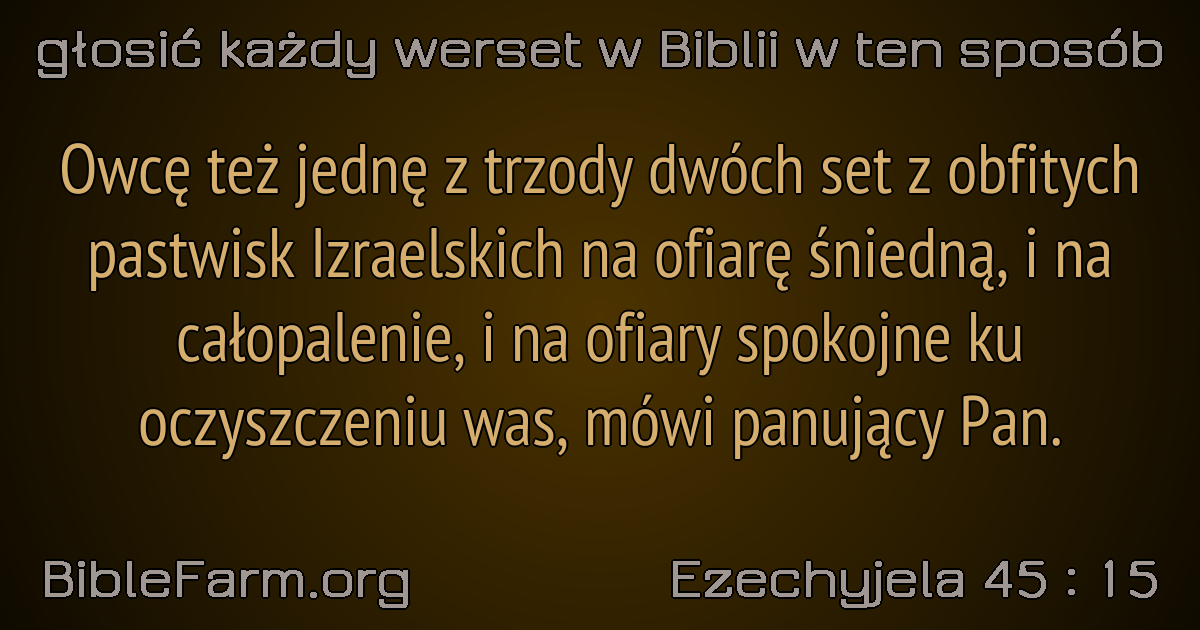 głosić każdy werset w Biblii w ten sposób
Owcę też jednę z trzody dwóch set z obfitych
pastwisk Izraelskich na ofiarę śniedną, i na
całopalenie, i na ofiary spokojne ku
oczyszczeniu was, mówi panujący Pan.
BibleFarm.org
Ezechyjela 45 : 15